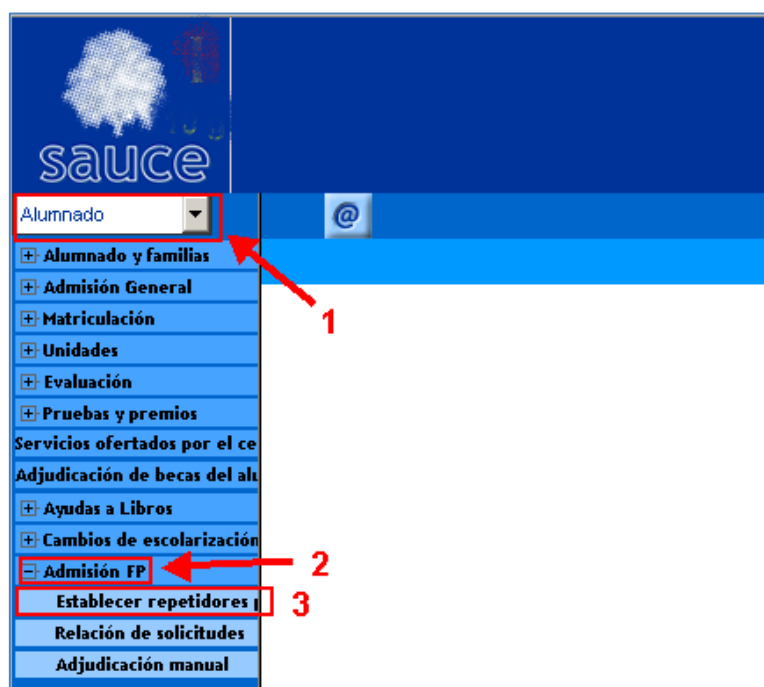 sauce
Alumnado
@
Alumnado y familias
Admisión General
1
Matriculación
Unidades
Evaluación
Pruebas y premios
Servicios ofertados por el ce
Adjudicación de becas del alu
Ayudas a Libros
Cambios de escolarización
Admisión FP 2
Establecer repetidores p 3
Relación de solicitudes
Adjudicación manual